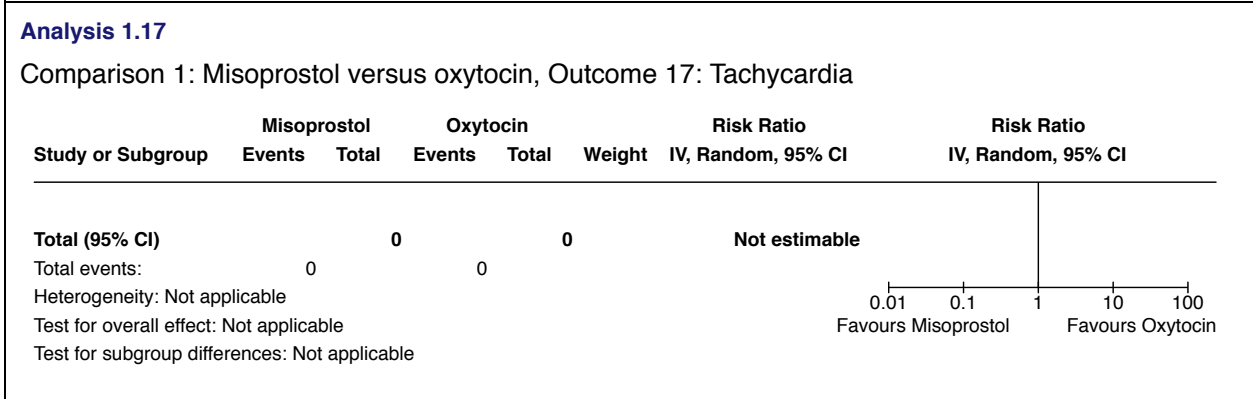 Analysis 1.17
Comparison 1: Misoprostol versus oxytocin, Outcome 17: Tachycardia
Misoprostol Oxytocin Risk Ratio Risk Ratio
Study or Subgroup Events Total Events Total Weight IV, Random, 95% CI IV, Random, 95% CI
Total (95% CI) 0 0 Not estimable
Total events: 0 0
Heterogeneity: Not applicable
0.01 0.1 1 10 100
Test for overall effect: Not applicable Favours Misoprostol Favours Oxytocin
Test for subgroup differences: Not applicable